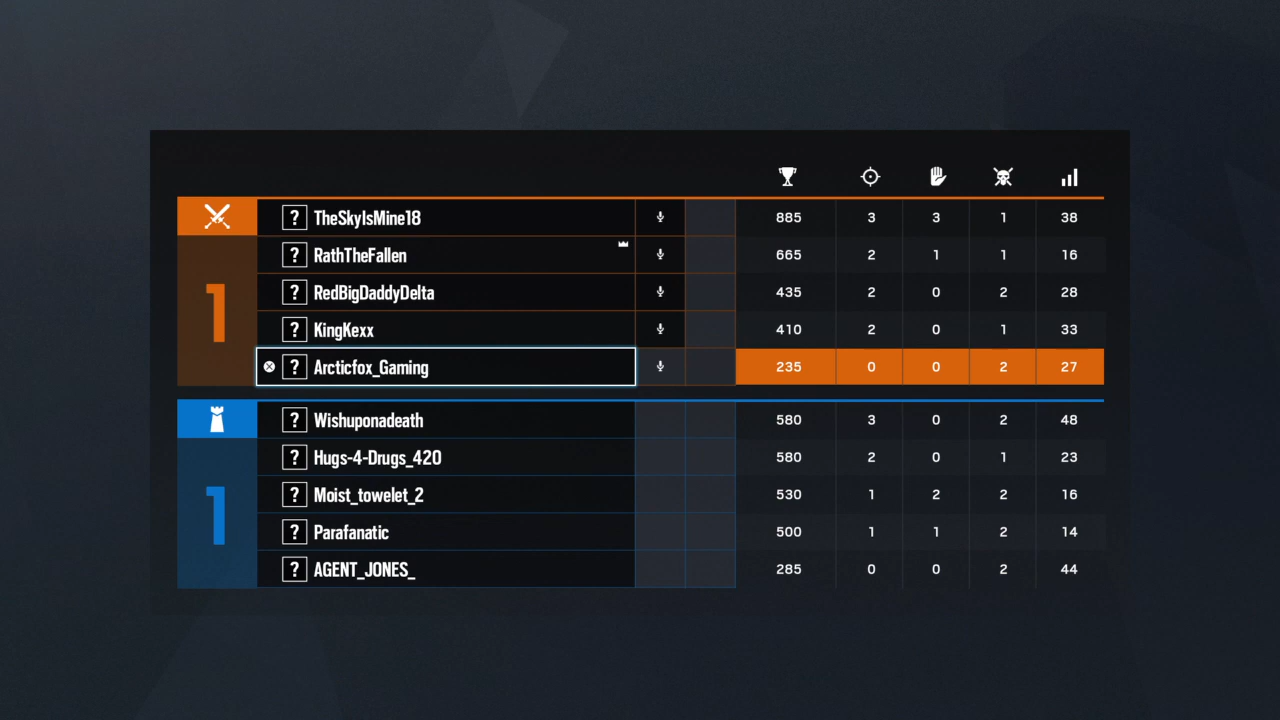 ? TheSkyIsMine18 885 3 3 1 38
? RathTheFallen 665 2 1 1 16
1
? RedBigDaddyDelta 435 2 0 2 28
? KingKexx 410 2 0 1 33
? Arcticfox_Gaming 235 0 0 2 27
? Wishuponadeath 580 3 0 2 48
? Hugs-4-Drugs_420 580 2 0 1 23
1
? Moist_towelet_2 530 1 2 2 16
? Parafanatic 500 1 1 2 14
? AGENT_JONES_ 285 0 0 2 44